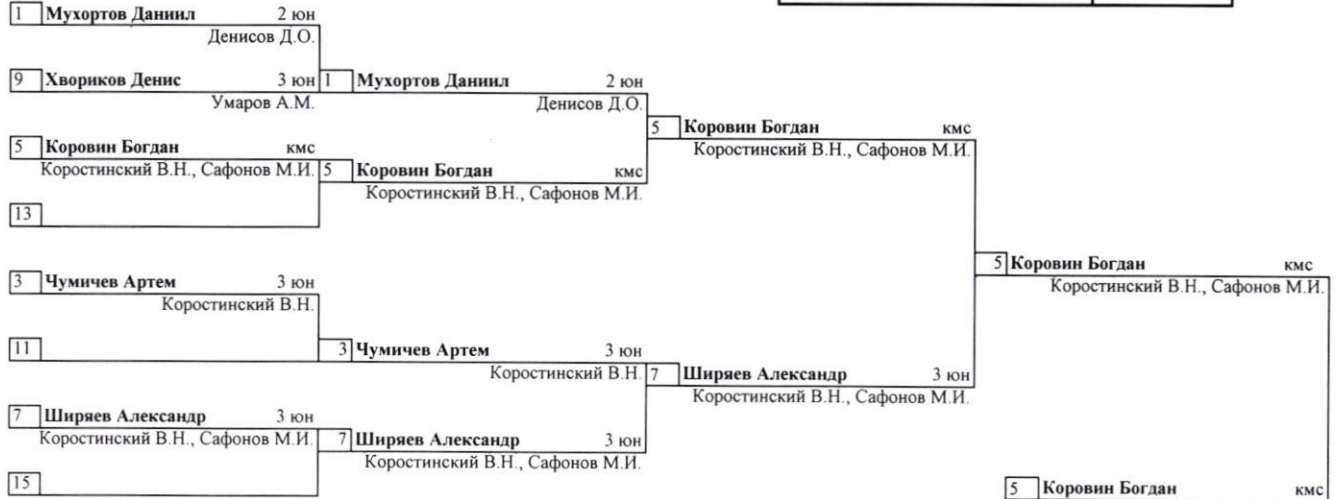 1 Мухортов Даниил 2 юн
Денисов Д.О.
9 Хвориков Денис 3 юн
Умаров А.М.
5 Коровин Богдан кмс
Коростинский В.Н., Сафонов М.И.
13
3 Чумичев Артем 3 юн
Коростинский В.Н.
11
7 Ширяев Александр 3 юн
Коростинский В.Н., Сафонов М.И.
15
1 Мухортов Даниил 2 юн
Денисов Д.О.
5 Коровин Богдан кмс
Коростинский В.Н., Сафонов М.И.
3 Чумичев Артем 3 юн
Коростинский В.Н.
7 Ширяев Александр 3 юн
Коростинский В.Н., Сафонов М.И.
5 Коровин Богдан кмс
Коростинский В.Н., Сафонов М.И.
7 Ширяев Александр 3 юн
Коростинский В.Н., Сафонов М.И.
5 Коровин Богдан кмс
Коростинский В.Н., Сафонов М.И.
5 Коровин Богдан кмс